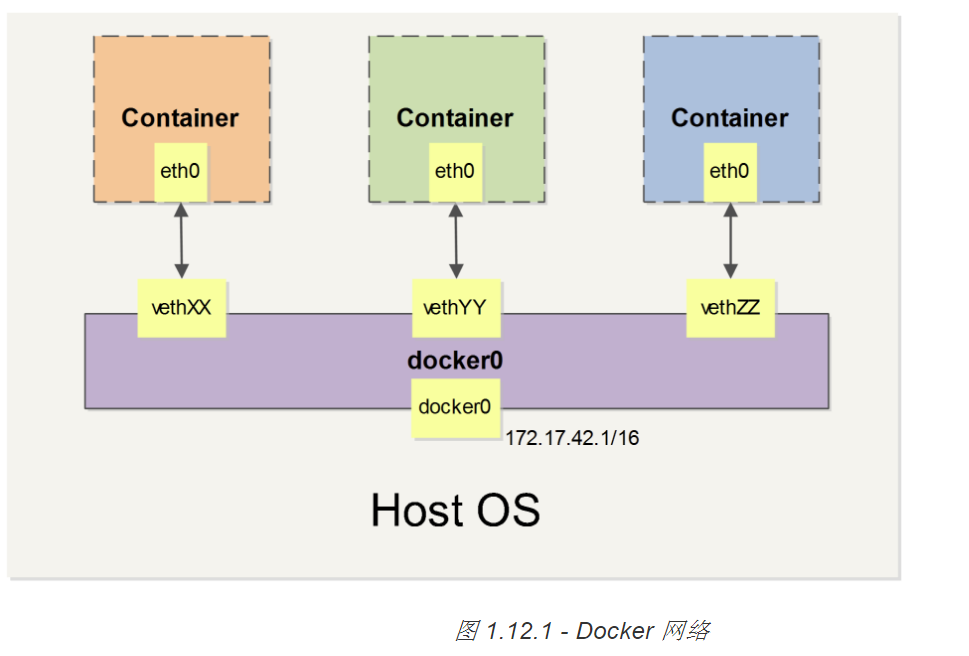 Container Container Container
eth0 eth0 eth0
vethXX vethYY vethZZ
docker0
docker0
172.17.42.1/16
Host OS
图 1.12.1 - Docker 网络